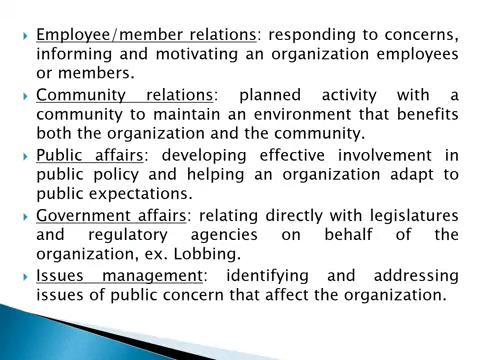 Employee/member relations: responding to concerns,
informing and motivating an organization employees
or members.
Community relations: planned activity with a
community to maintain an environment that benefits
both the organization and the community.
Public affairs: developing effective involvement in
public policy and helping an organization adapt to
public expectations.
Government affairs: relating directly with legislatures
and regulatory agencies on behalf of the
organization, ex. Lobbing.
Issues management: identifying and addressing
issues of public concern that affect the organization.